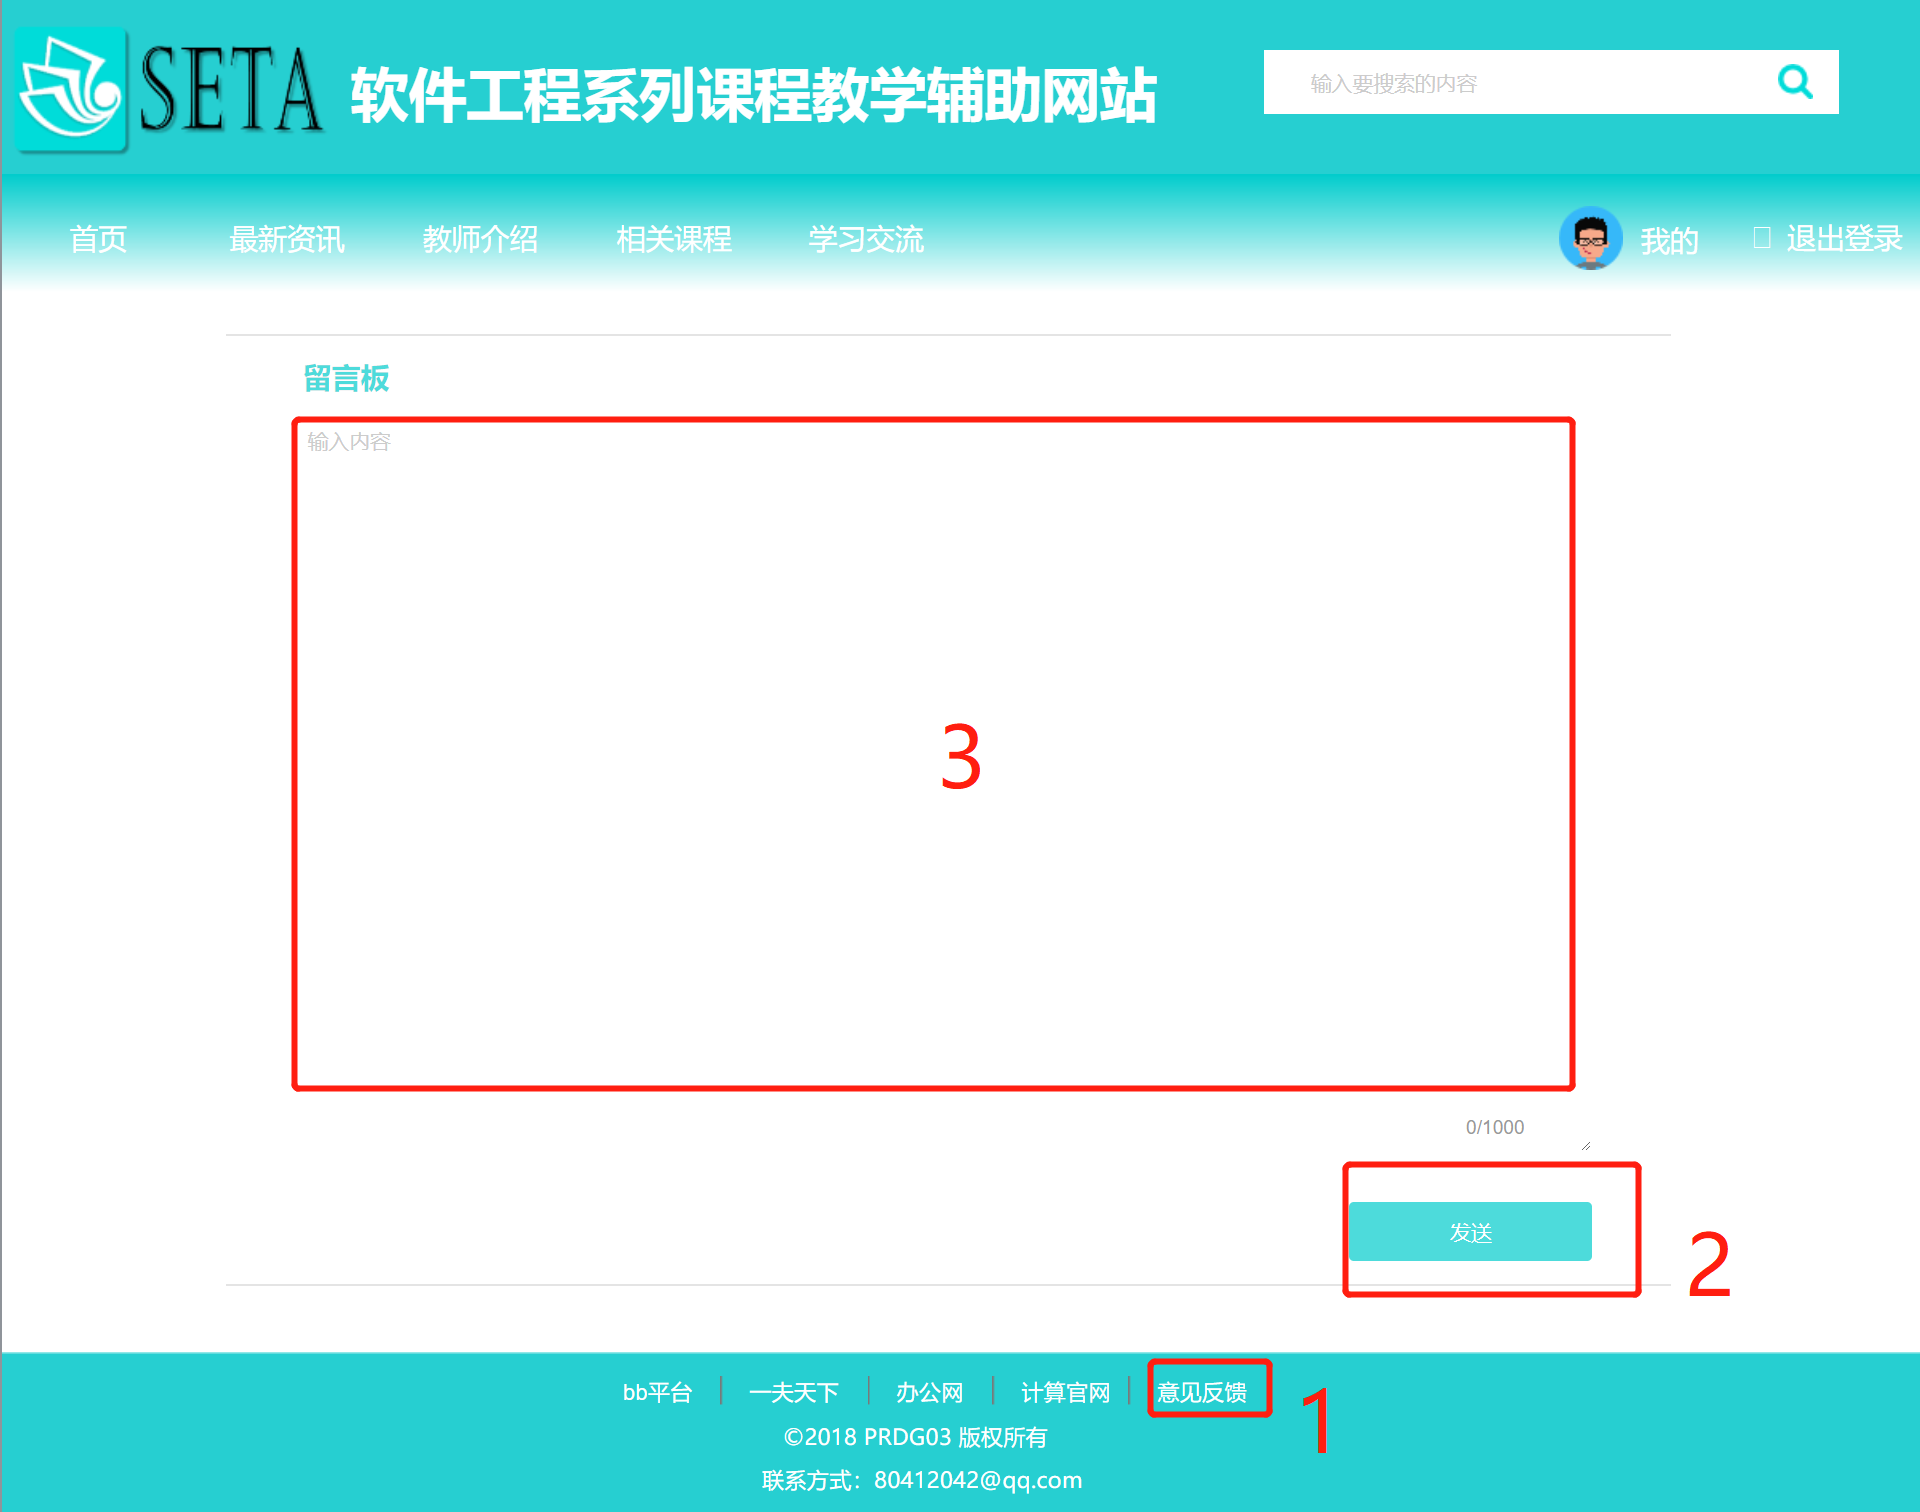 SETA 软件工程系列课程教学辅助网站 输入要搜索的内容
首页 最新资讯 教师介绍 相关课程 学习交流 我的 退出登录
留言板
输入内容
3
0/1000
发送
2
bb平台 | 一夫天下 | 办公网 | 计算官网 | 意见反馈
1
©2018 PRDG03 版权所有
联系方式：80412042@qq.com